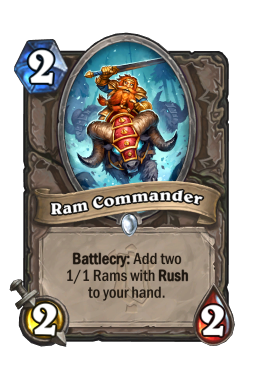 2
Ram Commander
Battlecry: Add two
1/1 Rams with Rush
to your hand.
2 2